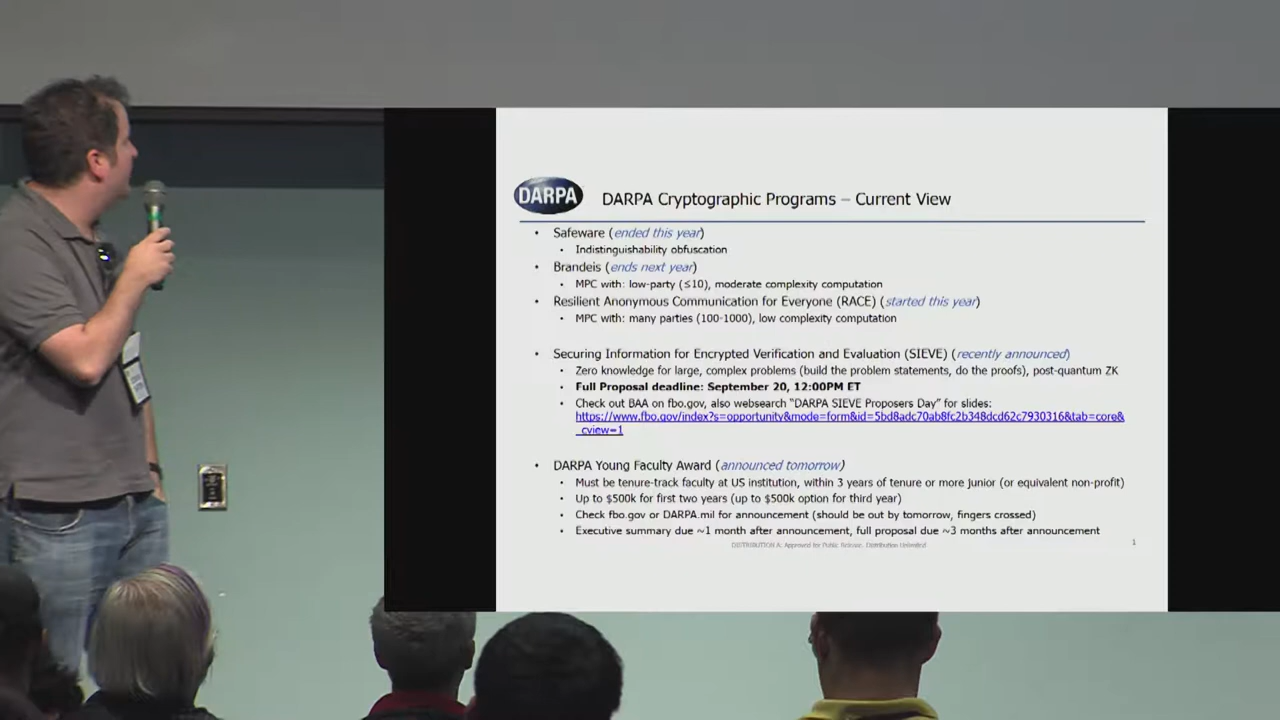 DARPA
DARPA Cryptographic Programs – Current View
• Safeware (ended this year)
• Indistinguishability obfuscation
• Brandeis (ends next year)
• MPC with: low-party (≤10), moderate complexity computation
• Resilient Anonymous Communication for Everyone (RACE) (started this year)
• MPC with: many parties (100-1000), low complexity computation
• Securing Information for Encrypted Verification and Evaluation (SIEVE) (recently announced)
• Zero knowledge for large, complex problems (build the problem statements, do the proofs), post-quantum ZK
• Full Proposal deadline: September 20, 12:00PM ET
• Check out BAA on fbo.gov, also websearch “DARPA SIEVE Proposers Day” for slides:
https://www.fbo.gov/index?s=opportunity&mode=form&id=5bd8adc70ab8fc2b348dcd62c7930316&tab=core&
_cview=1
• DARPA Young Faculty Award (announced tomorrow)
• Must be tenure-track faculty at US institution, within 3 years of tenure or more junior (or equivalent non-profit)
• Up to $500k for first two years (up to $500k option for third year)
• Check fbo.gov or DARPA.mil for announcement (should be out by tomorrow, fingers crossed)
• Executive summary due ~1 month after announcement, full proposal due ~3 months after announcement
DISTRIBUTION A: Approved for Public Release. Distribution Unlimited
1